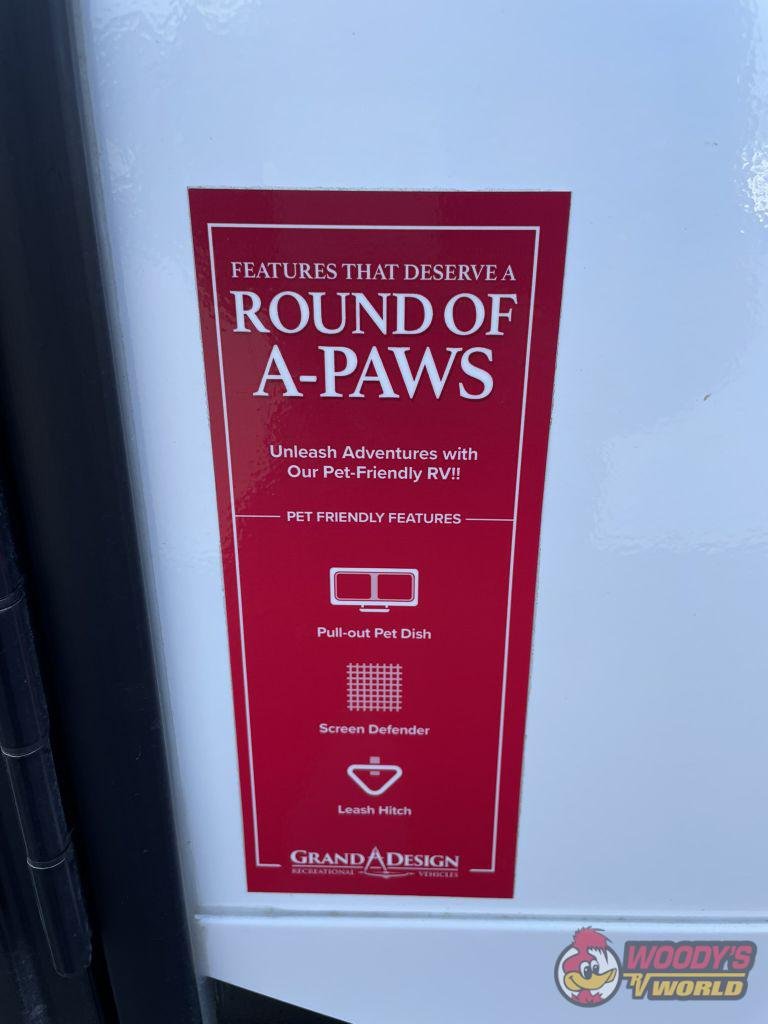 FEATURES THAT DESERVE A
ROUND OF
A-PAWS
Unleash Adventures with
Our Pet-Friendly RV!!
PET FRIENDLY FEATURES
Pull-out Pet Dish
Screen Defender
Leash Hitch
GRAND DESIGN
RECREATIONAL VEHICLES
WOODY'S
RV WORLD